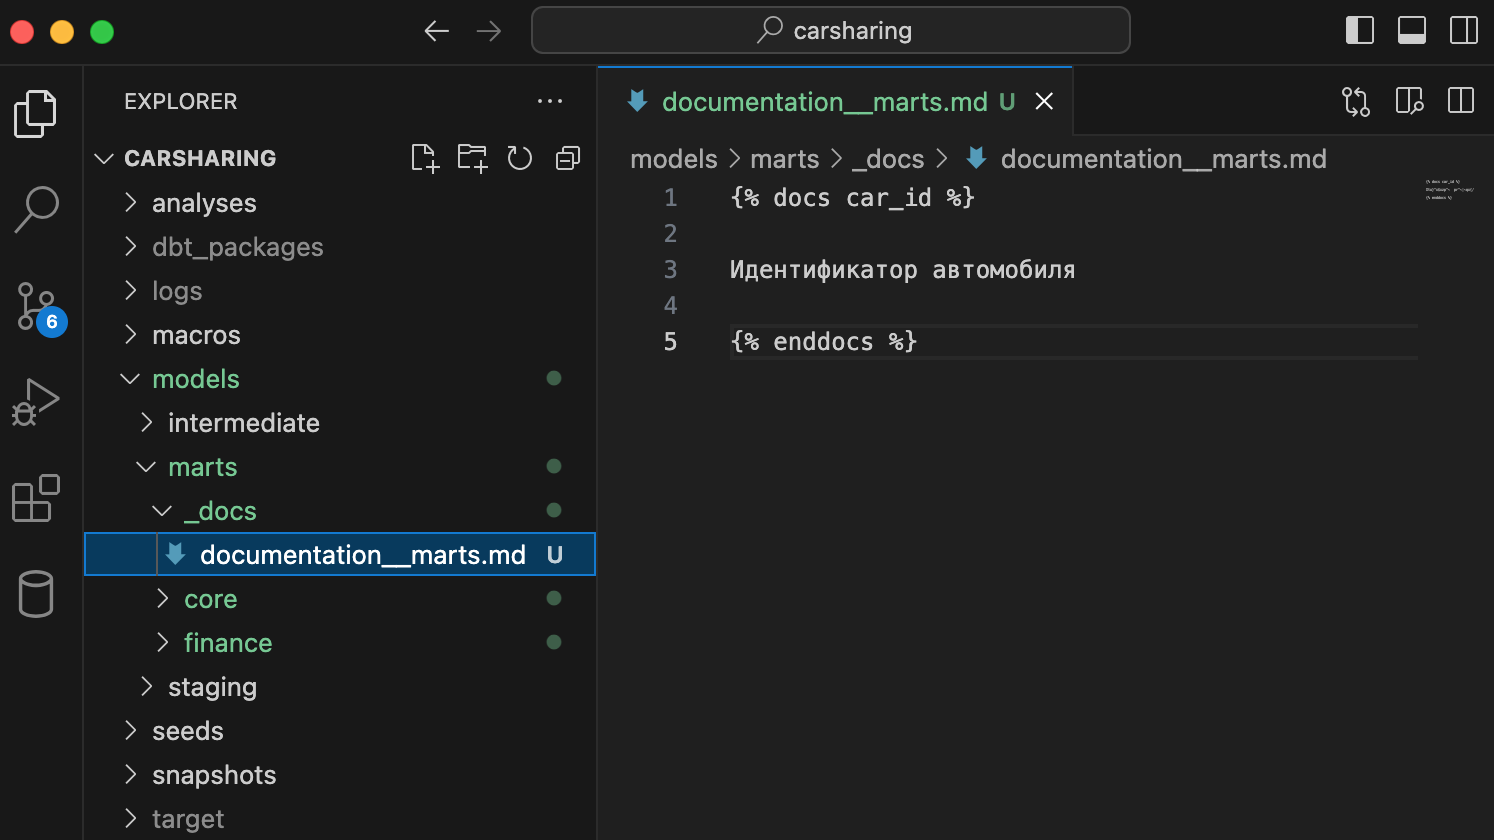 carsharing
EXPLORER
CARSHARING
analyses
dbt_packages
logs
macros
models
intermediate
marts
_docs
documentation__marts.md U
core
finance
staging
seeds
snapshots
target
6
documentation__marts.md U
models > marts > _docs > documentation__marts.md
1 {% docs car_id %}
2
3 Идентификатор автомобиля
4
5 {% enddocs %}